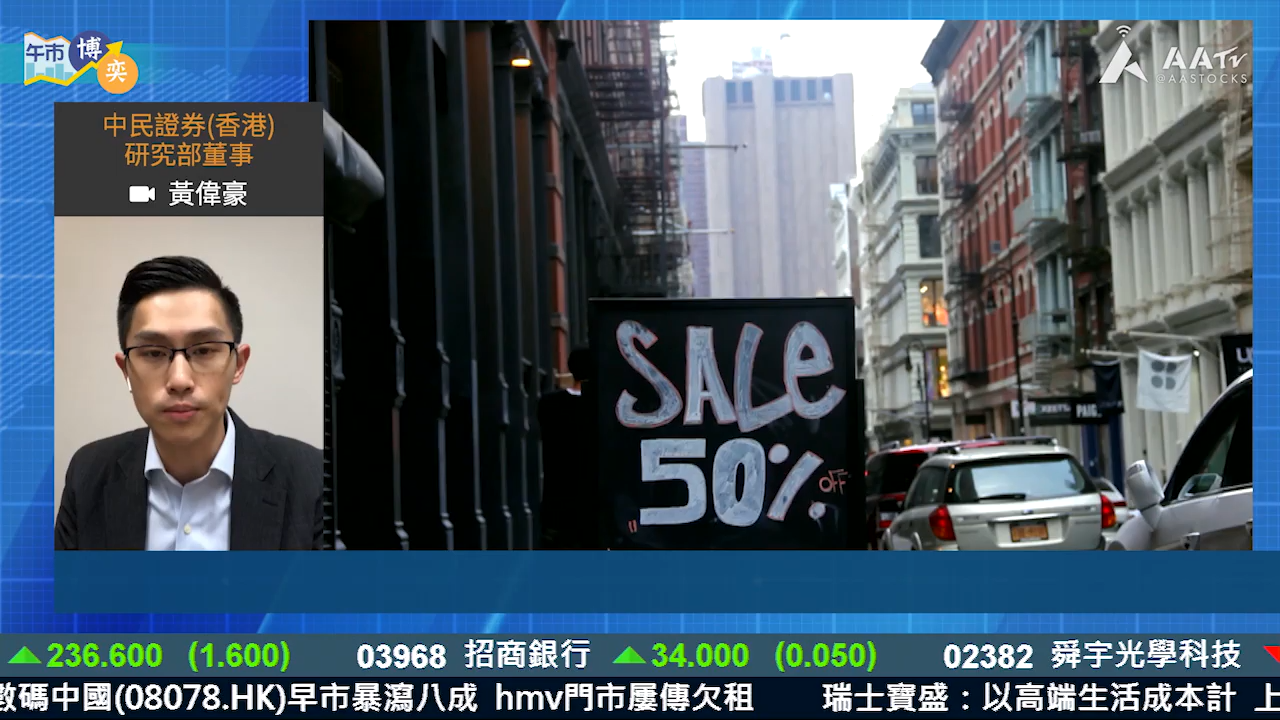 午市博奕
AATV
@AASTOCKS
中民證券(香港)
研究部董事
黃偉豪
SALE
50%
OFF
236.600 (1.600) 03968 招商銀行 34.000 (0.050) 02382 舜宇光學科技
數碼中國(08078.HK)早市暴瀉八成 hmv門市屢傳欠租 瑞士寶盛：以高端生活成本計 上